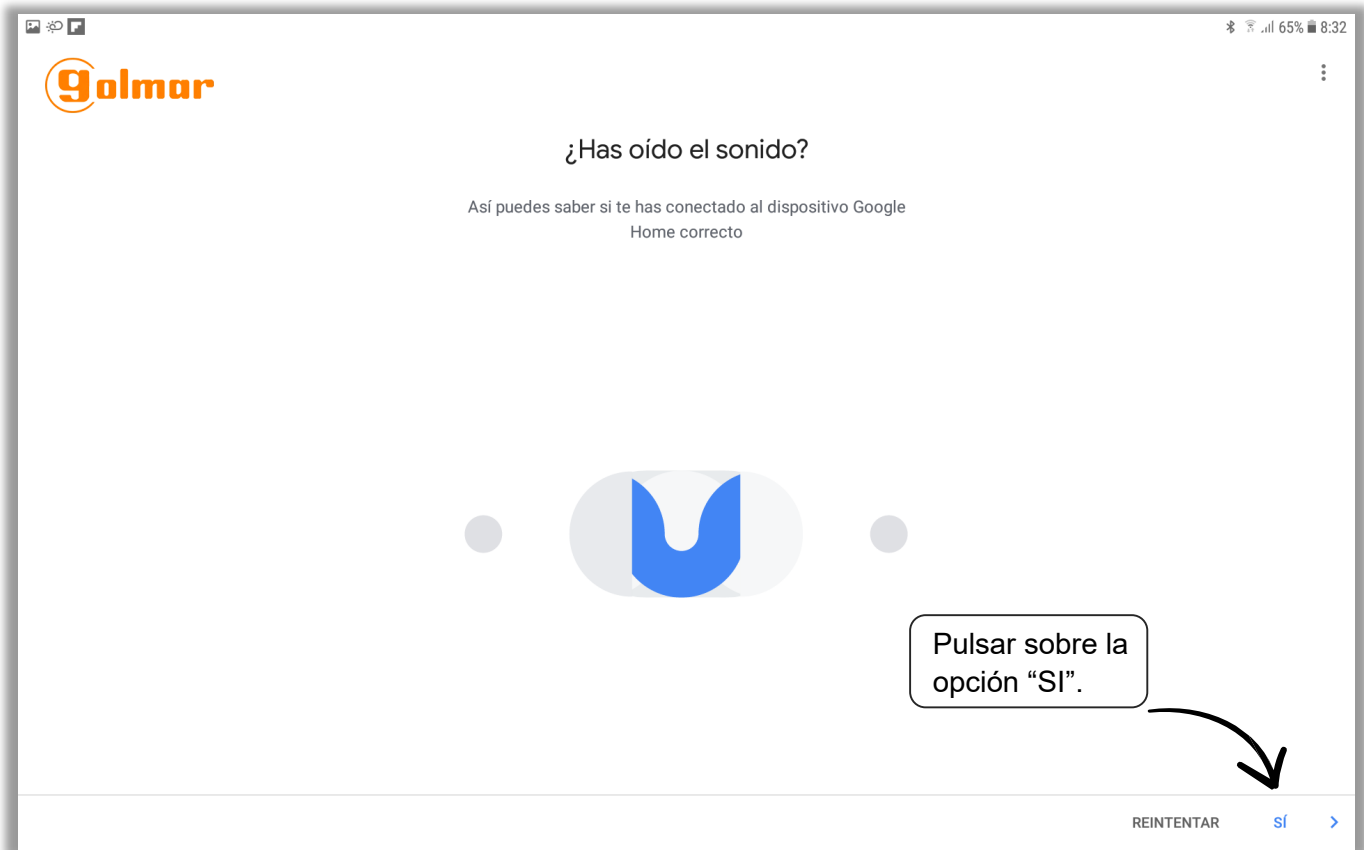 65% 8:32
golmar
¿Has oído el sonido?
Así puedes saber si te has conectado al dispositivo Google
Home correcto
Pulsar sobre la
opción “SI”.
REINTENTAR SÍ